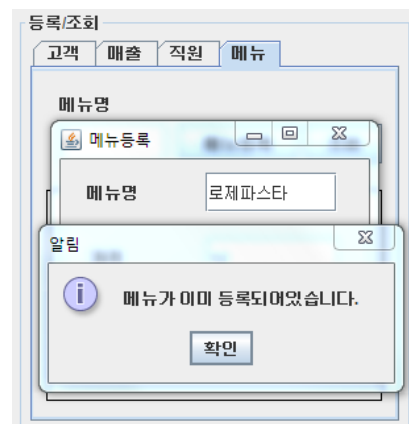 등록/조회
고객 매출 직원 메뉴
메뉴명
메뉴등록
메뉴명 로제파스타
알림
메뉴가 이미 등록되어있습니다.
확인